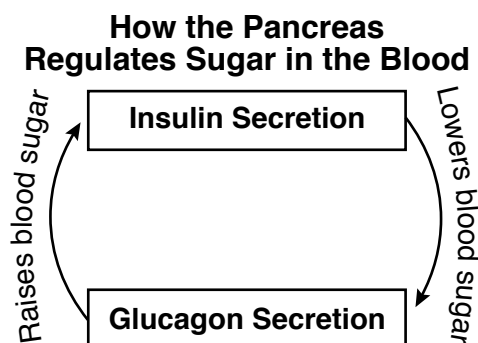 How the Pancreas
Regulates Sugar in the Blood
Raises blood sugar
Insulin Secretion
Lowers blood sugar
Glucagon Secretion